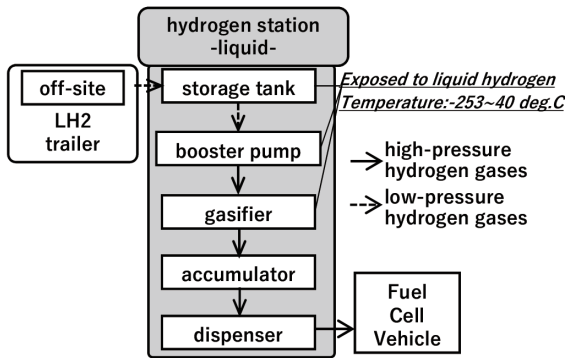 hydrogen station
-liquid-
off-site
LH2
trailer
storage tank
Exposed to liquid hydrogen
Temperature:-253~40 deg.C
booster pump
high-pressure
hydrogen gases
low-pressure
hydrogen gases
gasifier
accumulator
dispenser
Fuel
Cell
Vehicle